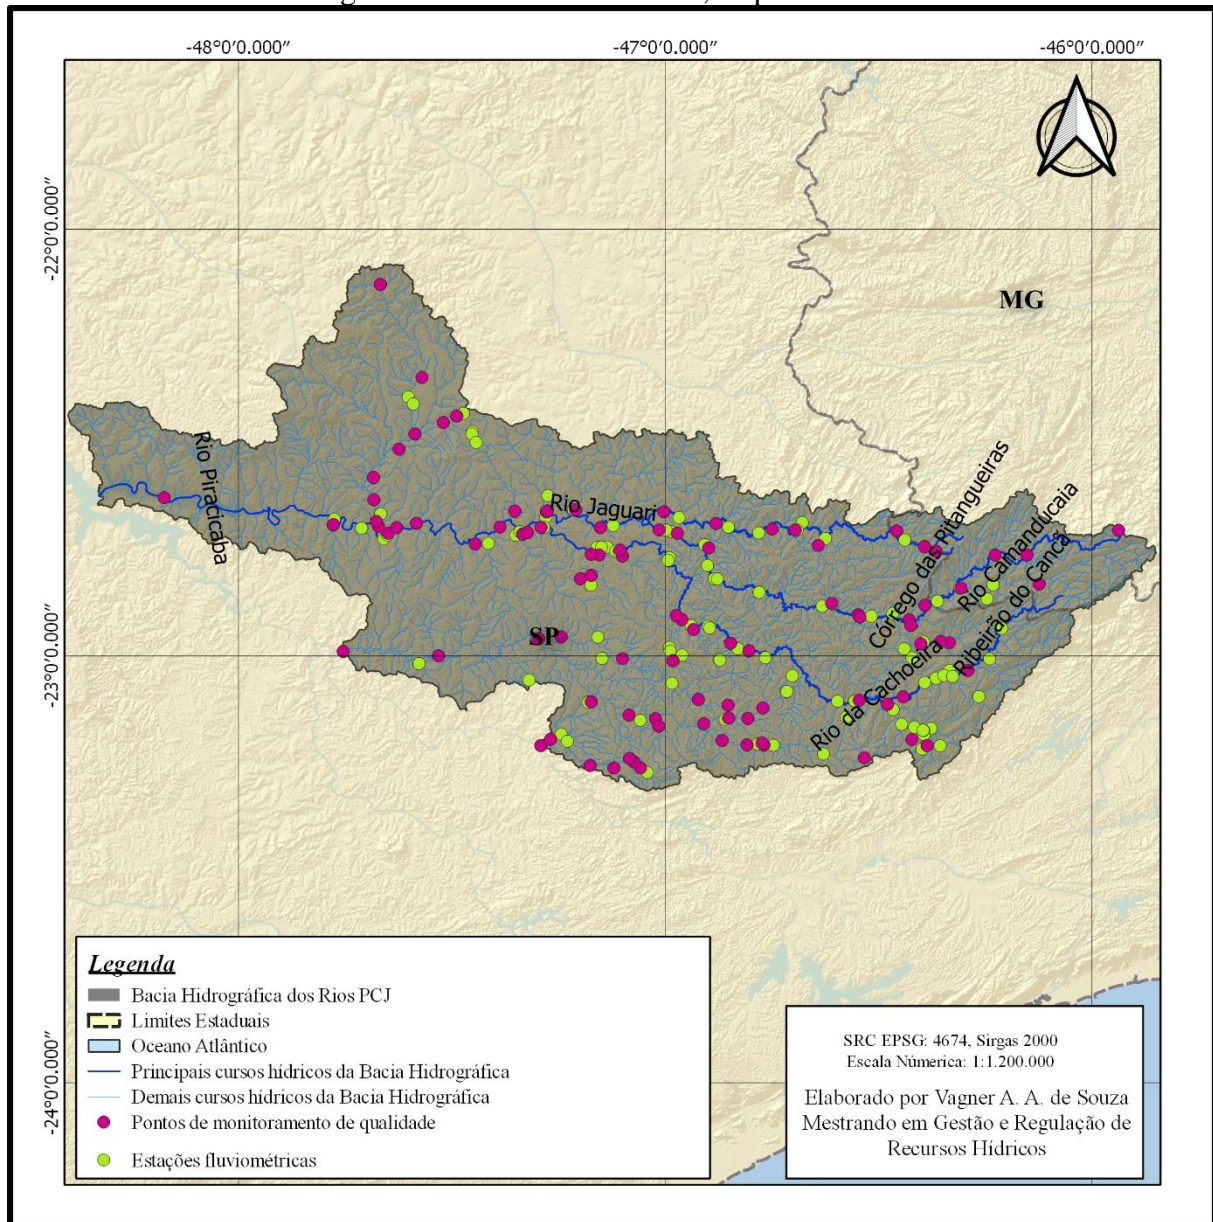 -48°0'0.000″
-47°0'0.000″
-46°0'0.000″
-22°0'0.000″
-23°0'0.000″
-24°0'0.000″
MG
SP
Rio Piracicaba
Rio Jaguari
Córrego das Pitangueiras
Rio Camanducaia
Ribeirão do Cancã
Rio da Cachoeira
Legenda
Bacia Hidrográfica dos Rios PCJ
Limites Estaduais
Oceano Atlântico
Principais cursos hídricos da Bacia Hidrográfica
Demais cursos hídricos da Bacia Hidrográfica
Pontos de monitoramento de qualidade
Estações fluviométricas
SRC EPSG: 4674, Sirgas 2000
Escala Númerica: 1:1.200.000
Elaborado por Vagner A. A. de Souza
Mestrando em Gestão e Regulação de
Recursos Hídricos